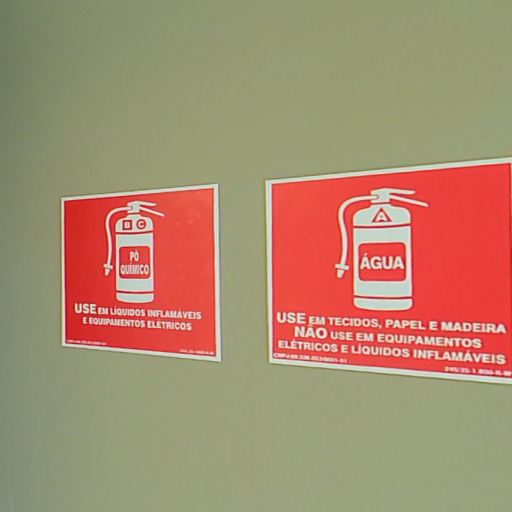 B C
PÓ
QUÍMICO
USE EM LÍQUIDOS INFLAMÁVEIS
E EQUIPAMENTOS ELÉTRICOS
A
ÁGUA
USE EM TECIDOS, PAPEL E MADEIRA
NÃO USE EM EQUIPAMENTOS
ELÉTRICOS E LÍQUIDOS INFLAMÁVEIS